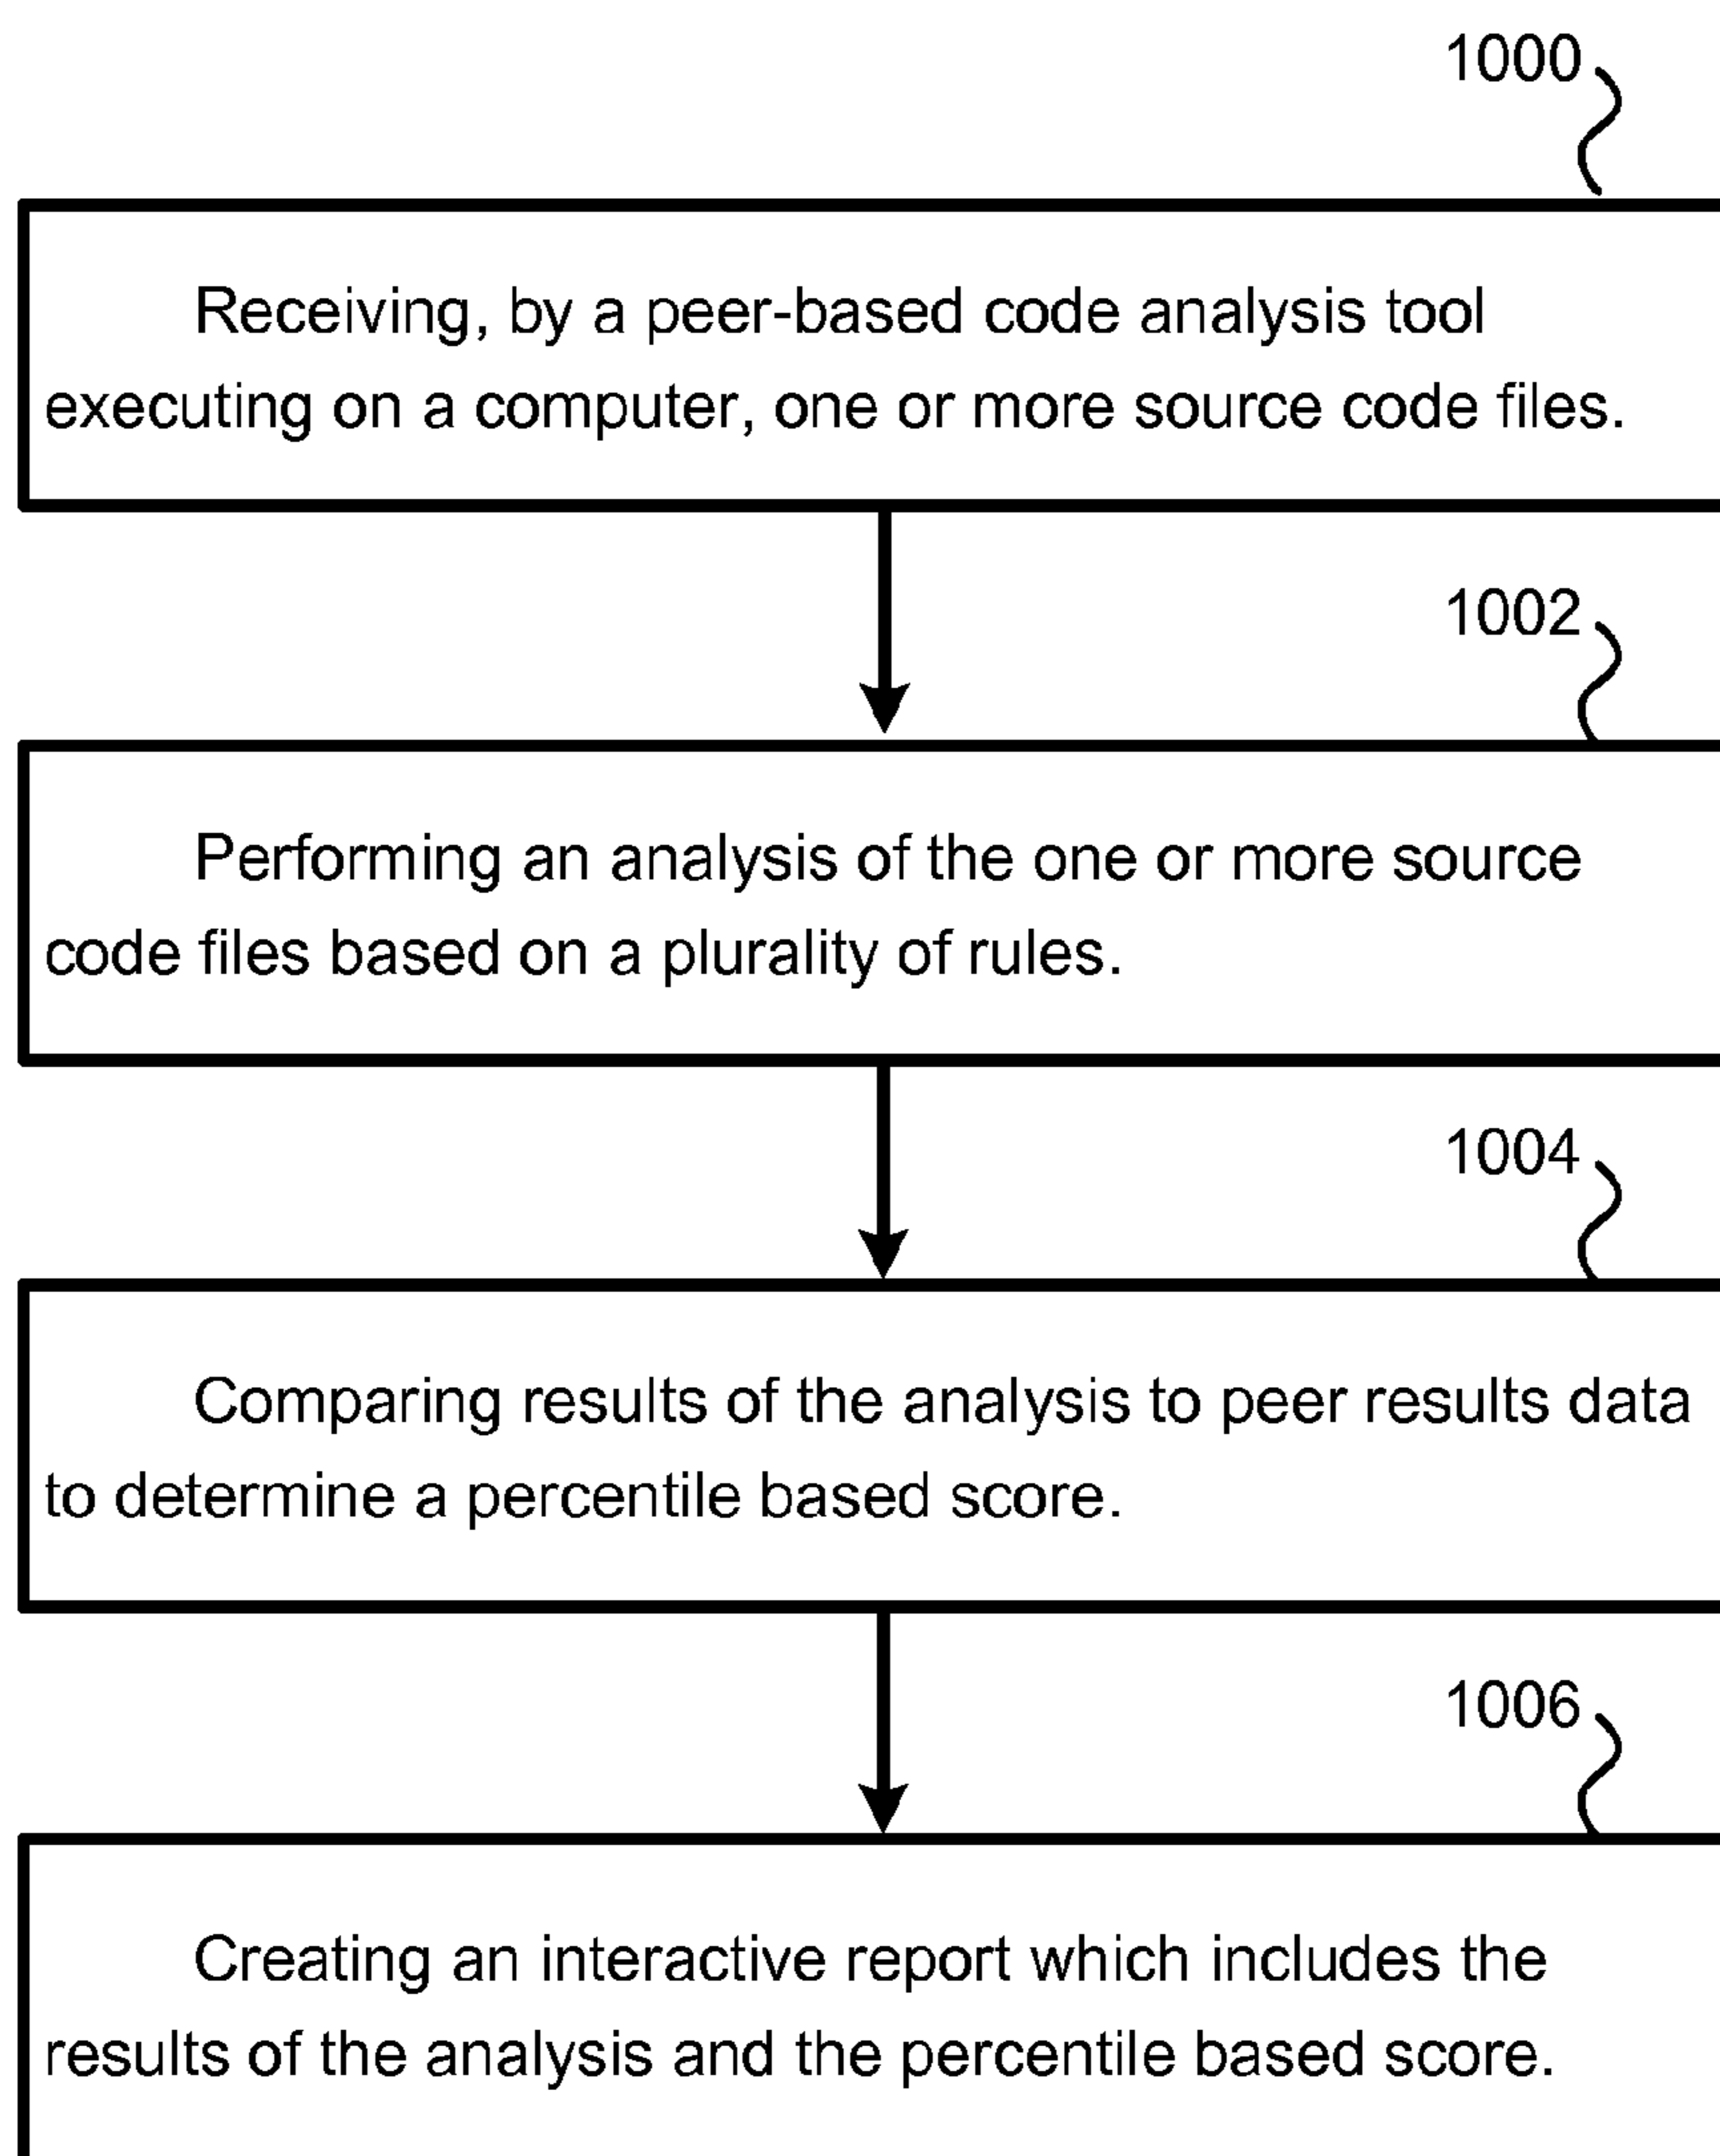 1000
Receiving, by a peer-based code analysis tool
executing on a computer, one or more source code files.
1002
Performing an analysis of the one or more source
code files based on a plurality of rules.
1004
Comparing results of the analysis to peer results data
to determine a percentile based score.
1006
Creating an interactive report which includes the
results of the analysis and the percentile based score.